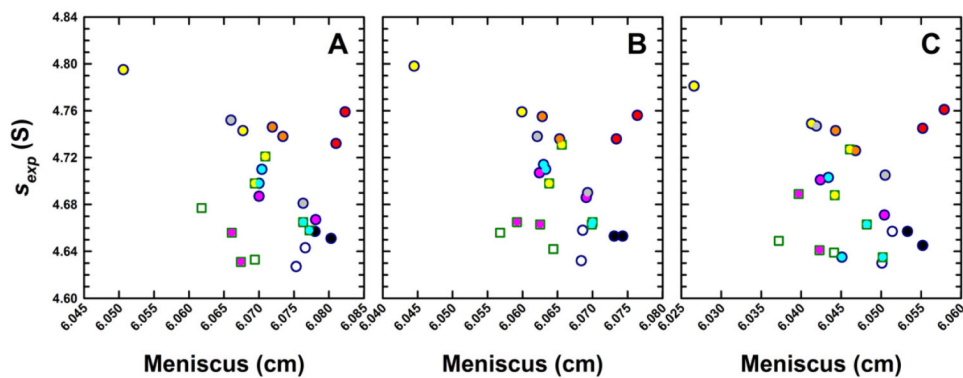 4.84
4.80
4.76
4.72
4.68
4.64
4.60
s_exp (S)
A
B
C
6.045 6.050 6.055 6.060 6.065 6.070 6.075 6.080 6.085
6.040 6.045 6.050 6.055 6.060 6.065 6.070 6.075 6.080
6.025 6.030 6.035 6.040 6.045 6.050 6.055 6.060
Meniscus (cm)
Meniscus (cm)
Meniscus (cm)